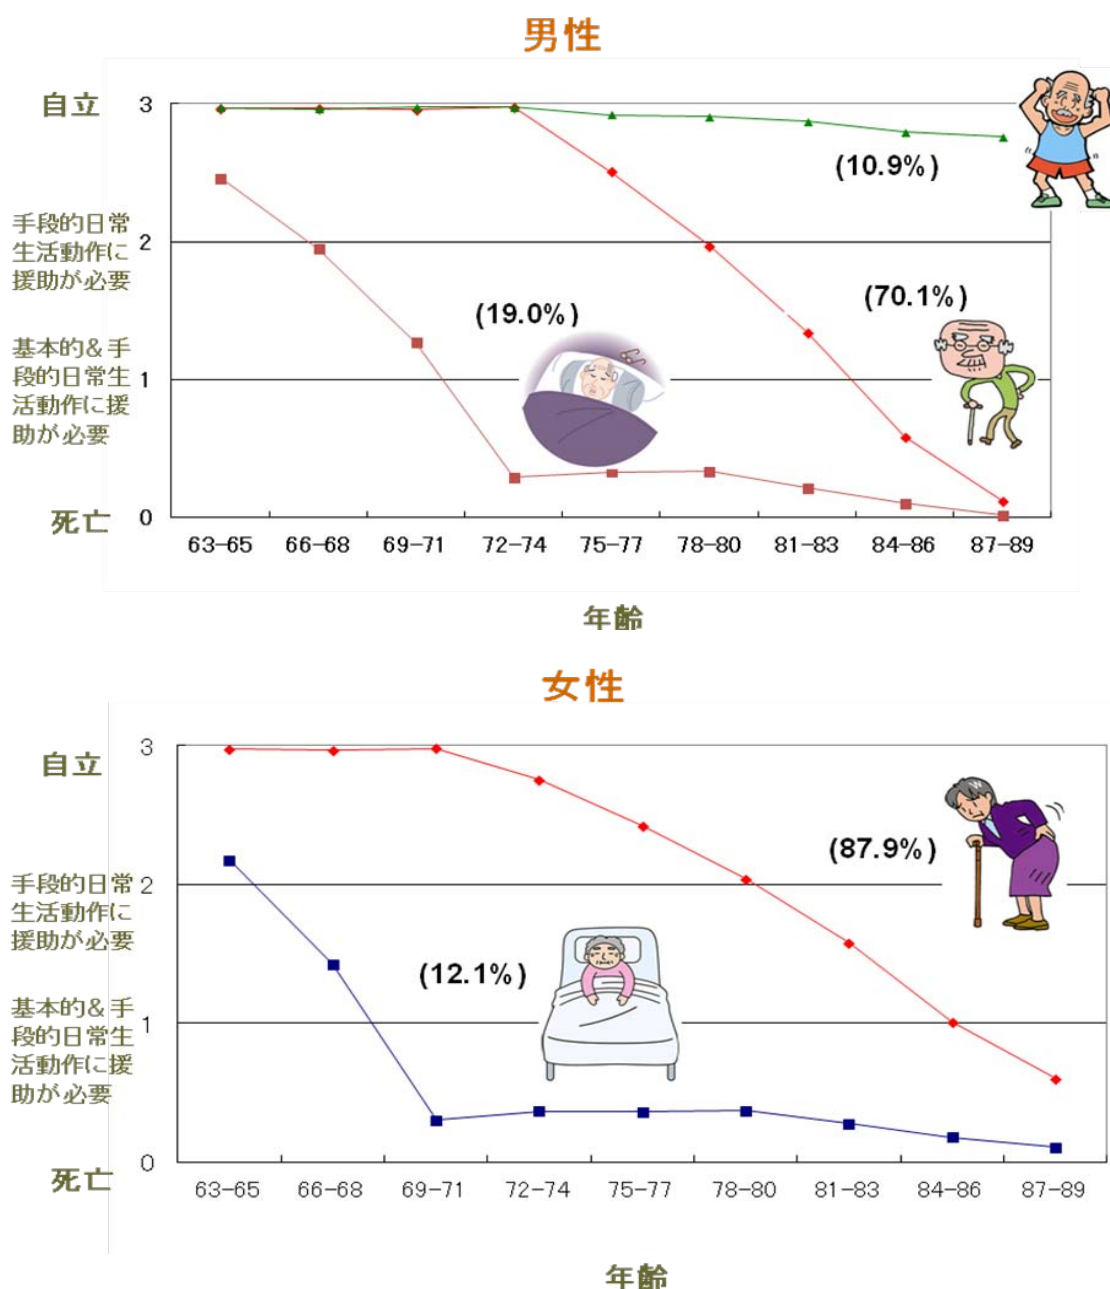 男性
自立
3
(10.9%)
手段的日常
生活動作に
援助が必要
2
(70.1%)
(19.0%)
基本的&手
段的日常生
活動作に援
助が必要
1
死亡
0
63–65 66–68 69–71 72–74 75–77 78–80 81–83 84–86 87–89
年齢
女性
自立
3
(87.9%)
手段的日常
生活動作に
援助が必要
2
(12.1%)
基本的&手
段的日常生
活動作に援
助が必要
1
死亡
0
63–65 66–68 69–71 72–74 75–77 78–80 81–83 84–86 87–89
年齢